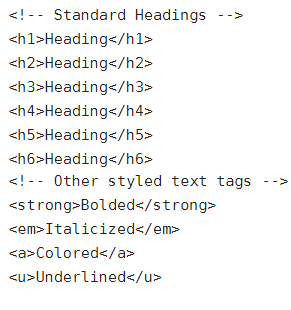 <!-- Standard Headings -->
<h1>Heading</h1>
<h2>Heading</h2>
<h3>Heading</h3>
<h4>Heading</h4>
<h5>Heading</h5>
<h6>Heading</h6>
<!-- Other styled text tags -->
<strong>Bolded</strong>
<em>Italicized</em>
<a>Colored</a>
<u>Underlined</u>